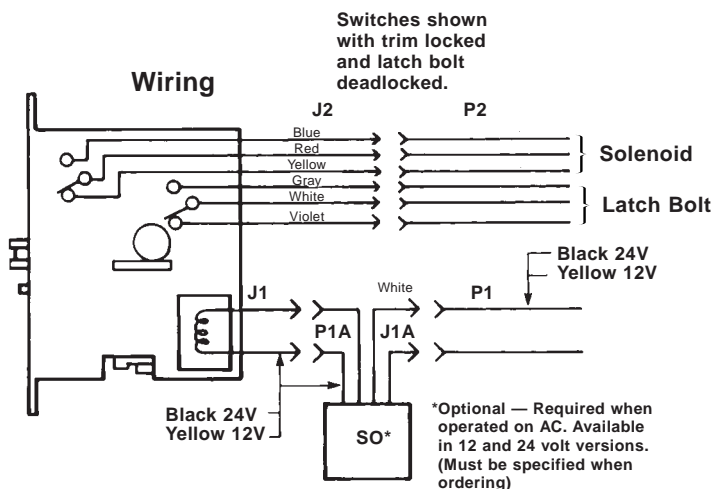 Switches shown
with trim locked
and latch bolt
deadlocked.
Wiring
J2
P2
Blue
Red
Yellow
Gray
White
Violet
Solenoid
Latch Bolt
Black 24V
Yellow 12V
J1
White
P1
P1A
J1A
Black 24V
Yellow 12V
SO*
*Optional — Required when
operated on AC. Available
in 12 and 24 volt versions.
(Must be specified when
ordering)